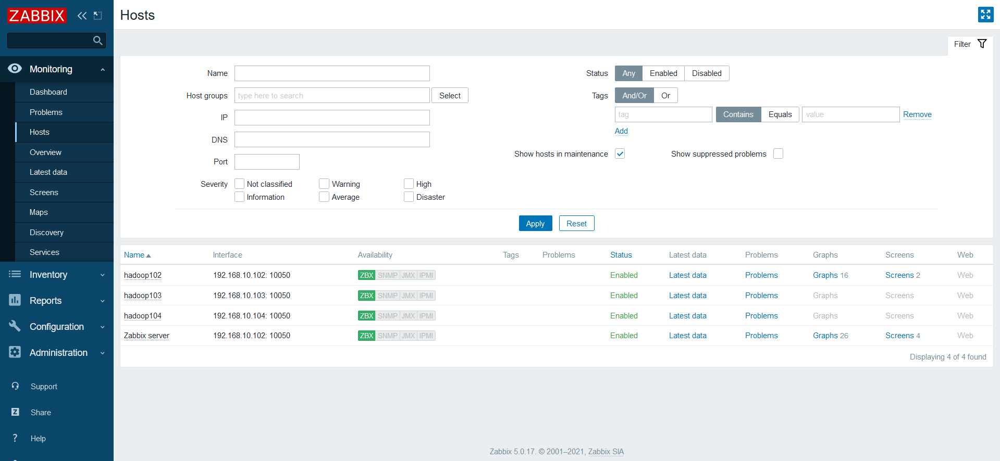 ZABBIX
Hosts
Filter
Monitoring
Dashboard
Problems
Hosts
Overview
Latest data
Screens
Maps
Discovery
Services
Inventory
Reports
Configuration
Administration
Support
Z Share
? Help
Name
Host groups type here to search Select
IP
DNS
Port
Severity Not classified Warning High
Information Average Disaster
Status Any Enabled Disabled
Tags And/Or Or
tag Contains Equals value Remove
Add
Show hosts in maintenance Show suppressed problems
Apply Reset
Name Interface Availability Tags Problems Status Latest data Problems Graphs Screens Web
hadoop102 192.168.10.102: 10050 ZBX SNMP JMX IPMI Enabled Latest data Problems Graphs 16 Screens 2 Web
hadoop103 192.168.10.103: 10050 ZBX SNMP JMX IPMI Enabled Latest data Problems Graphs Screens Web
hadoop104 192.168.10.104: 10050 ZBX SNMP JMX IPMI Enabled Latest data Problems Graphs Screens Web
Zabbix server 192.168.10.102: 10050 ZBX SNMP JMX IPMI Enabled Latest data Problems Graphs 26 Screens 4 Web
Displaying 4 of 4 found
Zabbix 5.0.17. © 2001–2021, Zabbix SIA